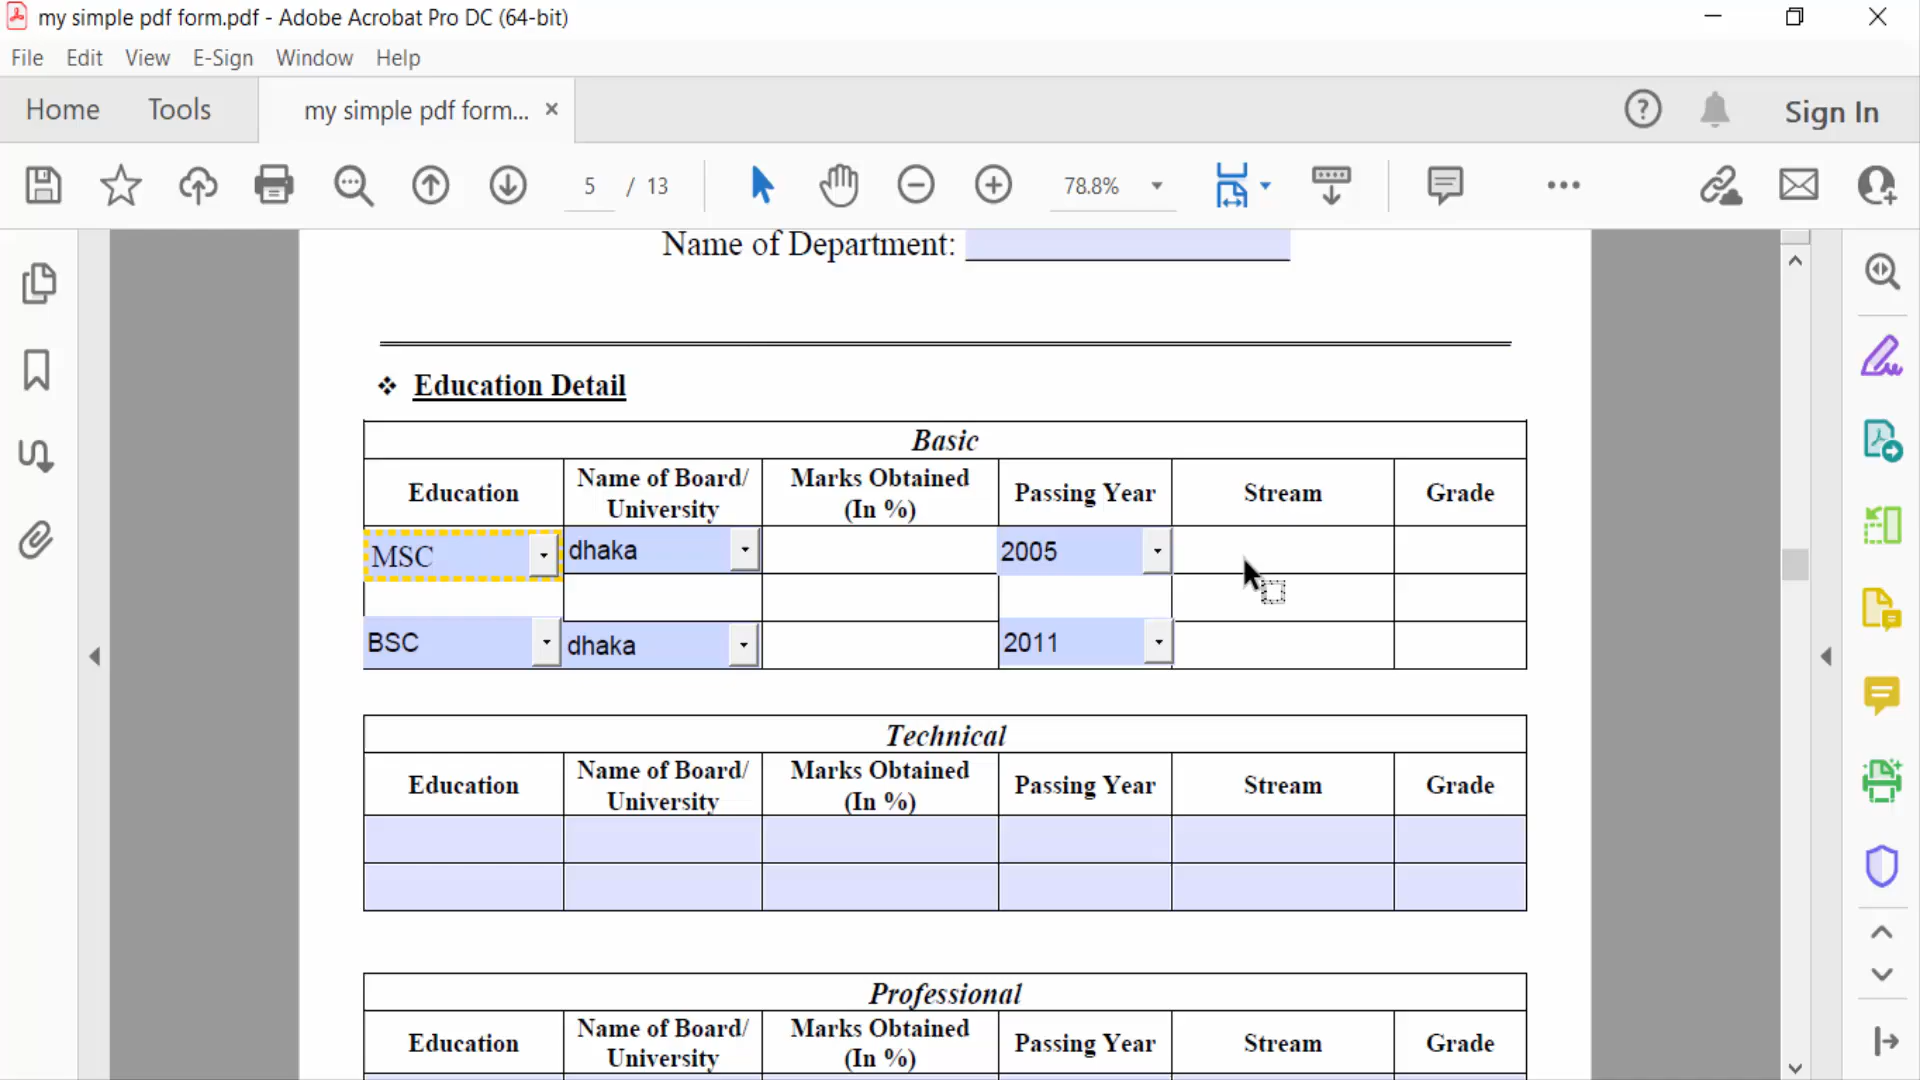 my simple pdf form.pdf - Adobe Acrobat Pro DC (64-bit)
File Edit View E-Sign Window Help
Home Tools my simple pdf form... × Sign In
5 / 13 78.8%
Name of Department:
❖ Education Detail
Basic
Education Name of Board/ University Marks Obtained (In %) Passing Year Stream Grade
MSC dhaka 2005
BSC dhaka 2011
Technical
Education Name of Board/ University Marks Obtained (In %) Passing Year Stream Grade
Professional
Education Name of Board/ University Marks Obtained (In %) Passing Year Stream Grade